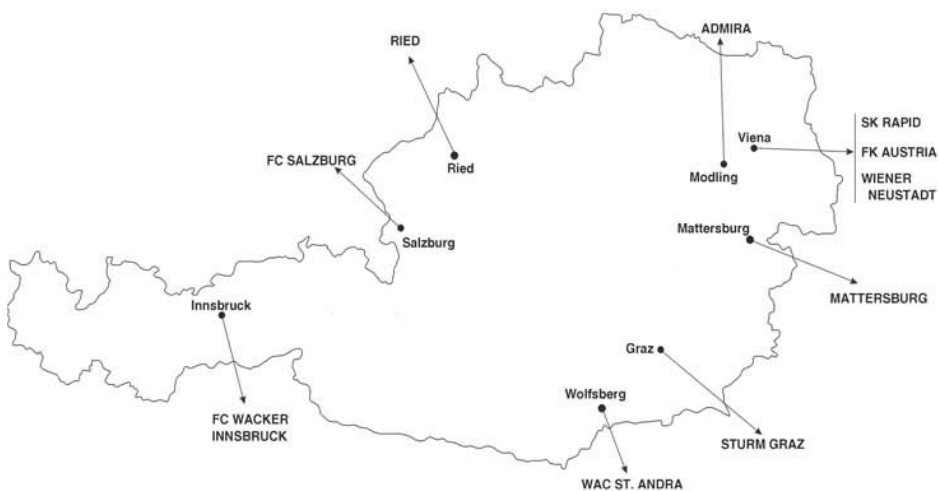 ADMIRA
RIED
SK RAPID
Viena
FK AUSTRIA
FC SALZBURG
Ried
Modling
WIENER
NEUSTADT
Salzburg
Mattersburg
MATTERSBURG
Innsbruck
Graz
Wolfsberg
FC WACKER
INNSBRUCK
STURM GRAZ
WAC ST. ANDRA